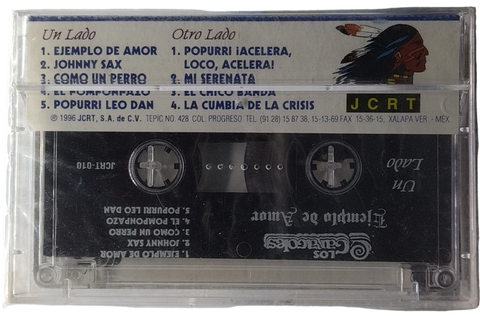 Un Lado
1. EJEMPLO DE AMOR
2. JOHNNY SAX
3. COMO UN PERRO
4. EL POMPONPAZO
5. POPURRI LEO DAN
Otro Lado
1. POPURRI ¡ACELERA,
LOCO, ACELERA!
2. MI SERENATA
3. EL CHICO BANDA
4. LA CUMBIA DE LA CRISIS
JCRT
℗ 1996 JCRT, S.A. de C.V. TEPIC NO. 428 COL. PROGRESO TEL. (91 28) 15 87 38, 15-13-69 FAX 15-36-15, XALAPA VER - MEX.
JCRT-010
Un
Lado
Ejemplo de Amor
LOS
1. EJEMPLO DE AMOR
2. JOHNNY SAX
3. COMO UN PERRO
4. EL POMPONPAZO
5. POPURRI LEO DAN